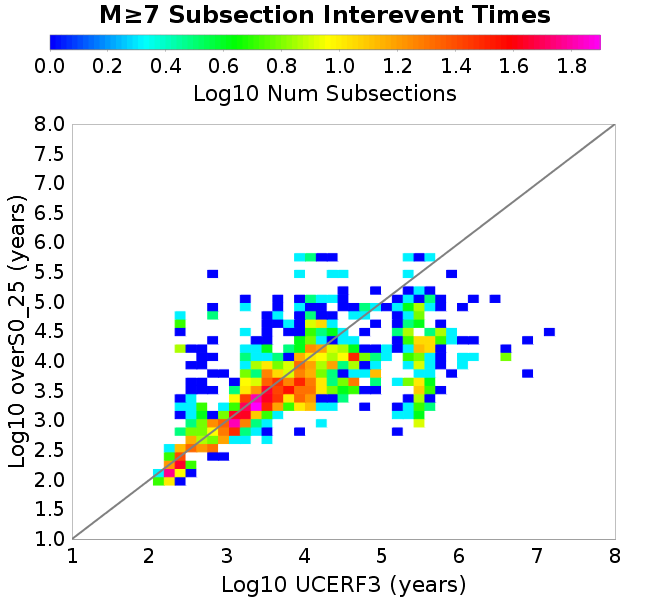 M≥7 Subsection Interevent Times
0.0 0.2 0.4 0.6 0.8 1.0 1.2 1.4 1.6 1.8
Log10 Num Subsections
8.0
7.5
7.0
6.5
6.0
5.5
5.0
4.5
4.0
3.5
3.0
2.5
2.0
1.5
1.0
Log10 overS0_25 (years)
1 2 3 4 5 6 7 8
Log10 UCERF3 (years)